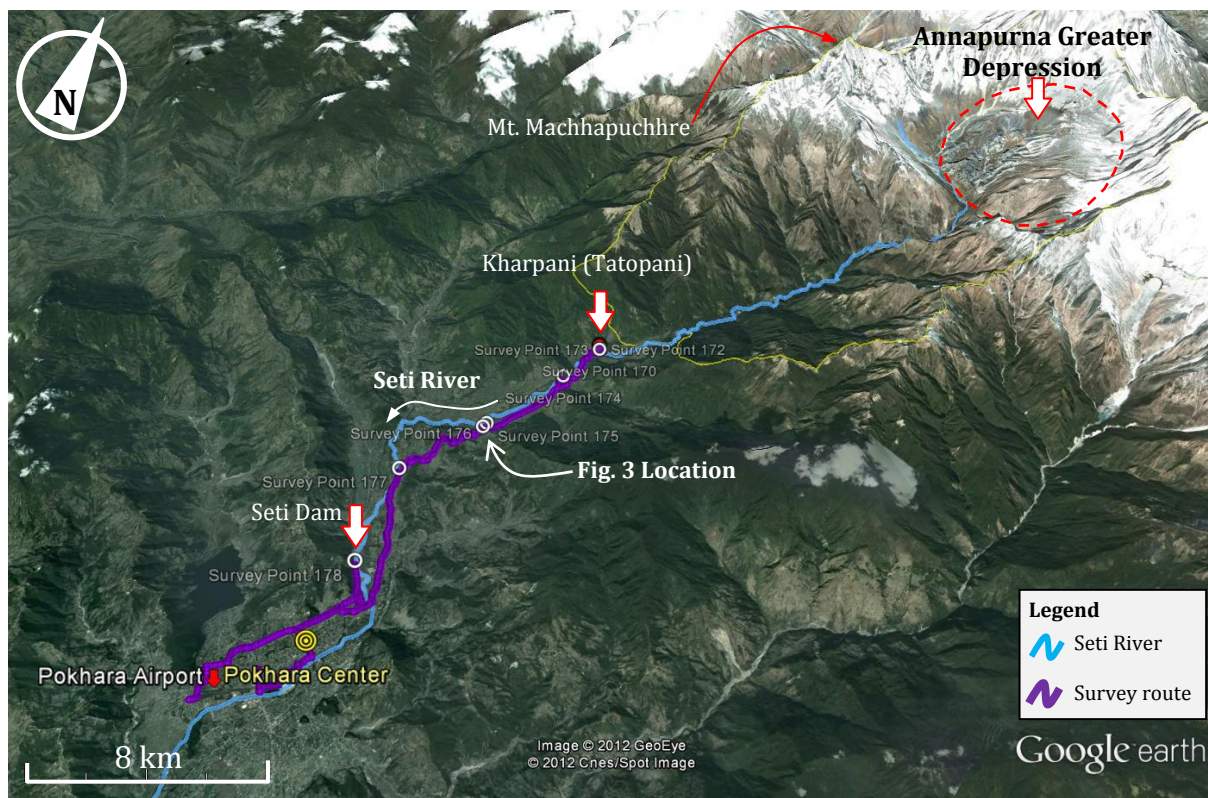 N
Annapurna Greater
Depression
Mt. Machhapuchhre
Kharpani (Tatopani)
Survey Point 173
Survey Point 172
Survey Point 170
Seti River
Survey Point 174
Survey Point 176
Survey Point 175
Fig. 3 Location
Survey Point 177
Seti Dam
Survey Point 178
Pokhara Airport
Pokhara Center
8 km
Image © 2012 GeoEye
© 2012 Cnes/Spot Image
Legend
Seti River
Survey route
Google earth